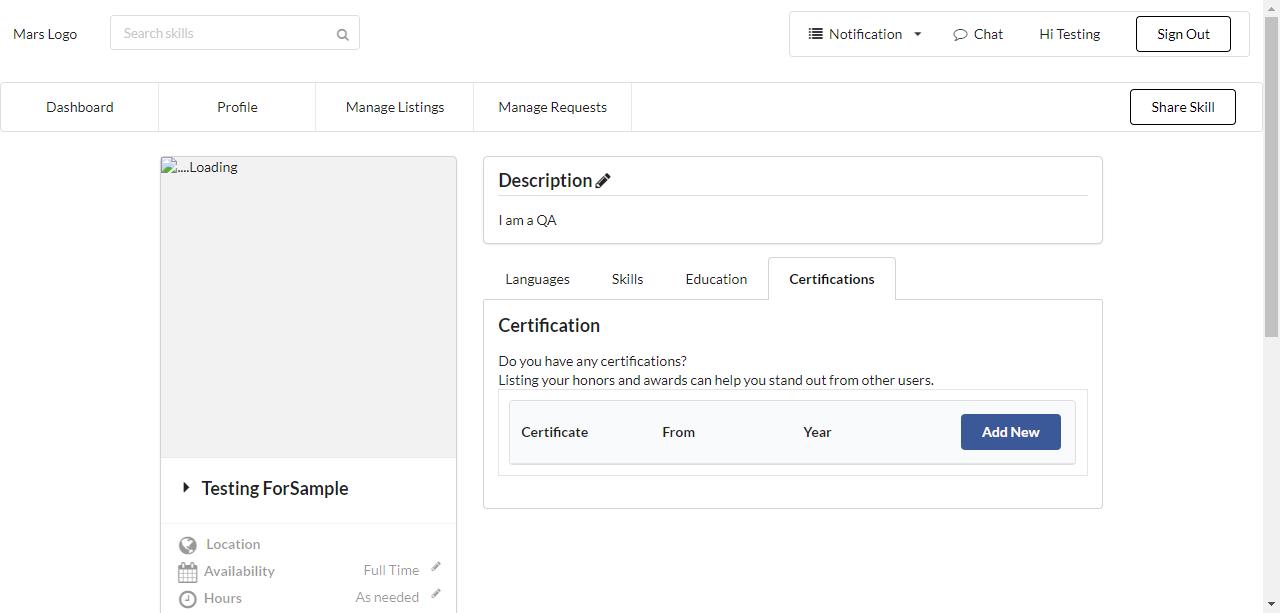 Mars Logo
Search skills
Notification
Chat
Hi Testing
Sign Out
Dashboard
Profile
Manage Listings
Manage Requests
Share Skill
....Loading
Description
I am a QA
Languages
Skills
Education
Certifications
Certification
Do you have any certifications?
Listing your honors and awards can help you stand out from other users.
Certificate From Year Add New
Testing ForSample
Location
Availability Full Time
Hours As needed